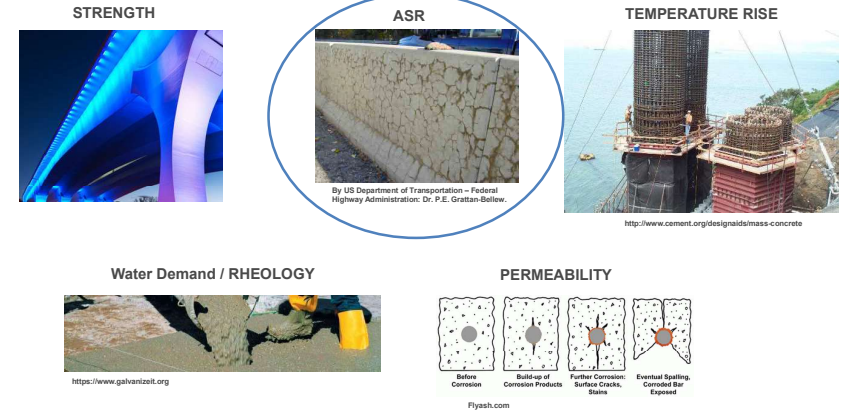 STRENGTH
ASR
TEMPERATURE RISE
By US Department of Transportation – Federal
Highway Administration: Dr. P.E. Grattan-Bellew.
http://www.cement.org/designaids/mass-concrete
Water Demand / RHEOLOGY
PERMEABILITY
https://www.galvanizeit.org
Before
Corrosion
Build-up of
Corrosion Products
Further Corrosion:
Surface Cracks,
Stains
Eventual Spalling,
Corroded Bar
Exposed
Flyash.com